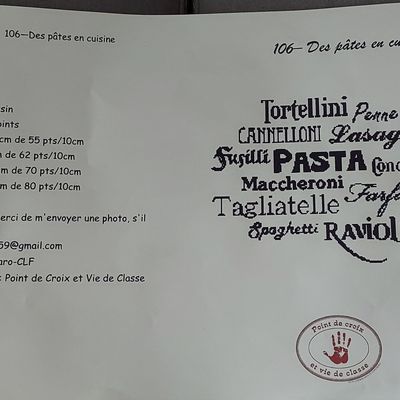 106—Des pâtes en cuisine
sin
oints
cm de 55 pts/10cm
m de 62 pts/10cm
m de 70 pts/10cm
m de 80 pts/10cm
erci de m'envoyer une photo, s'il
59@gmail.com
aro-CLF
: Point de Croix et Vie de Classe
106— Des pâtes en cu
Tortellini Penne
CANNELLONI Lasag
Fusilli PASTA Conc
Maccheroni Farfa
Tagliatelle
Spaghetti RAVIOL
Point de croix
et vie de classe